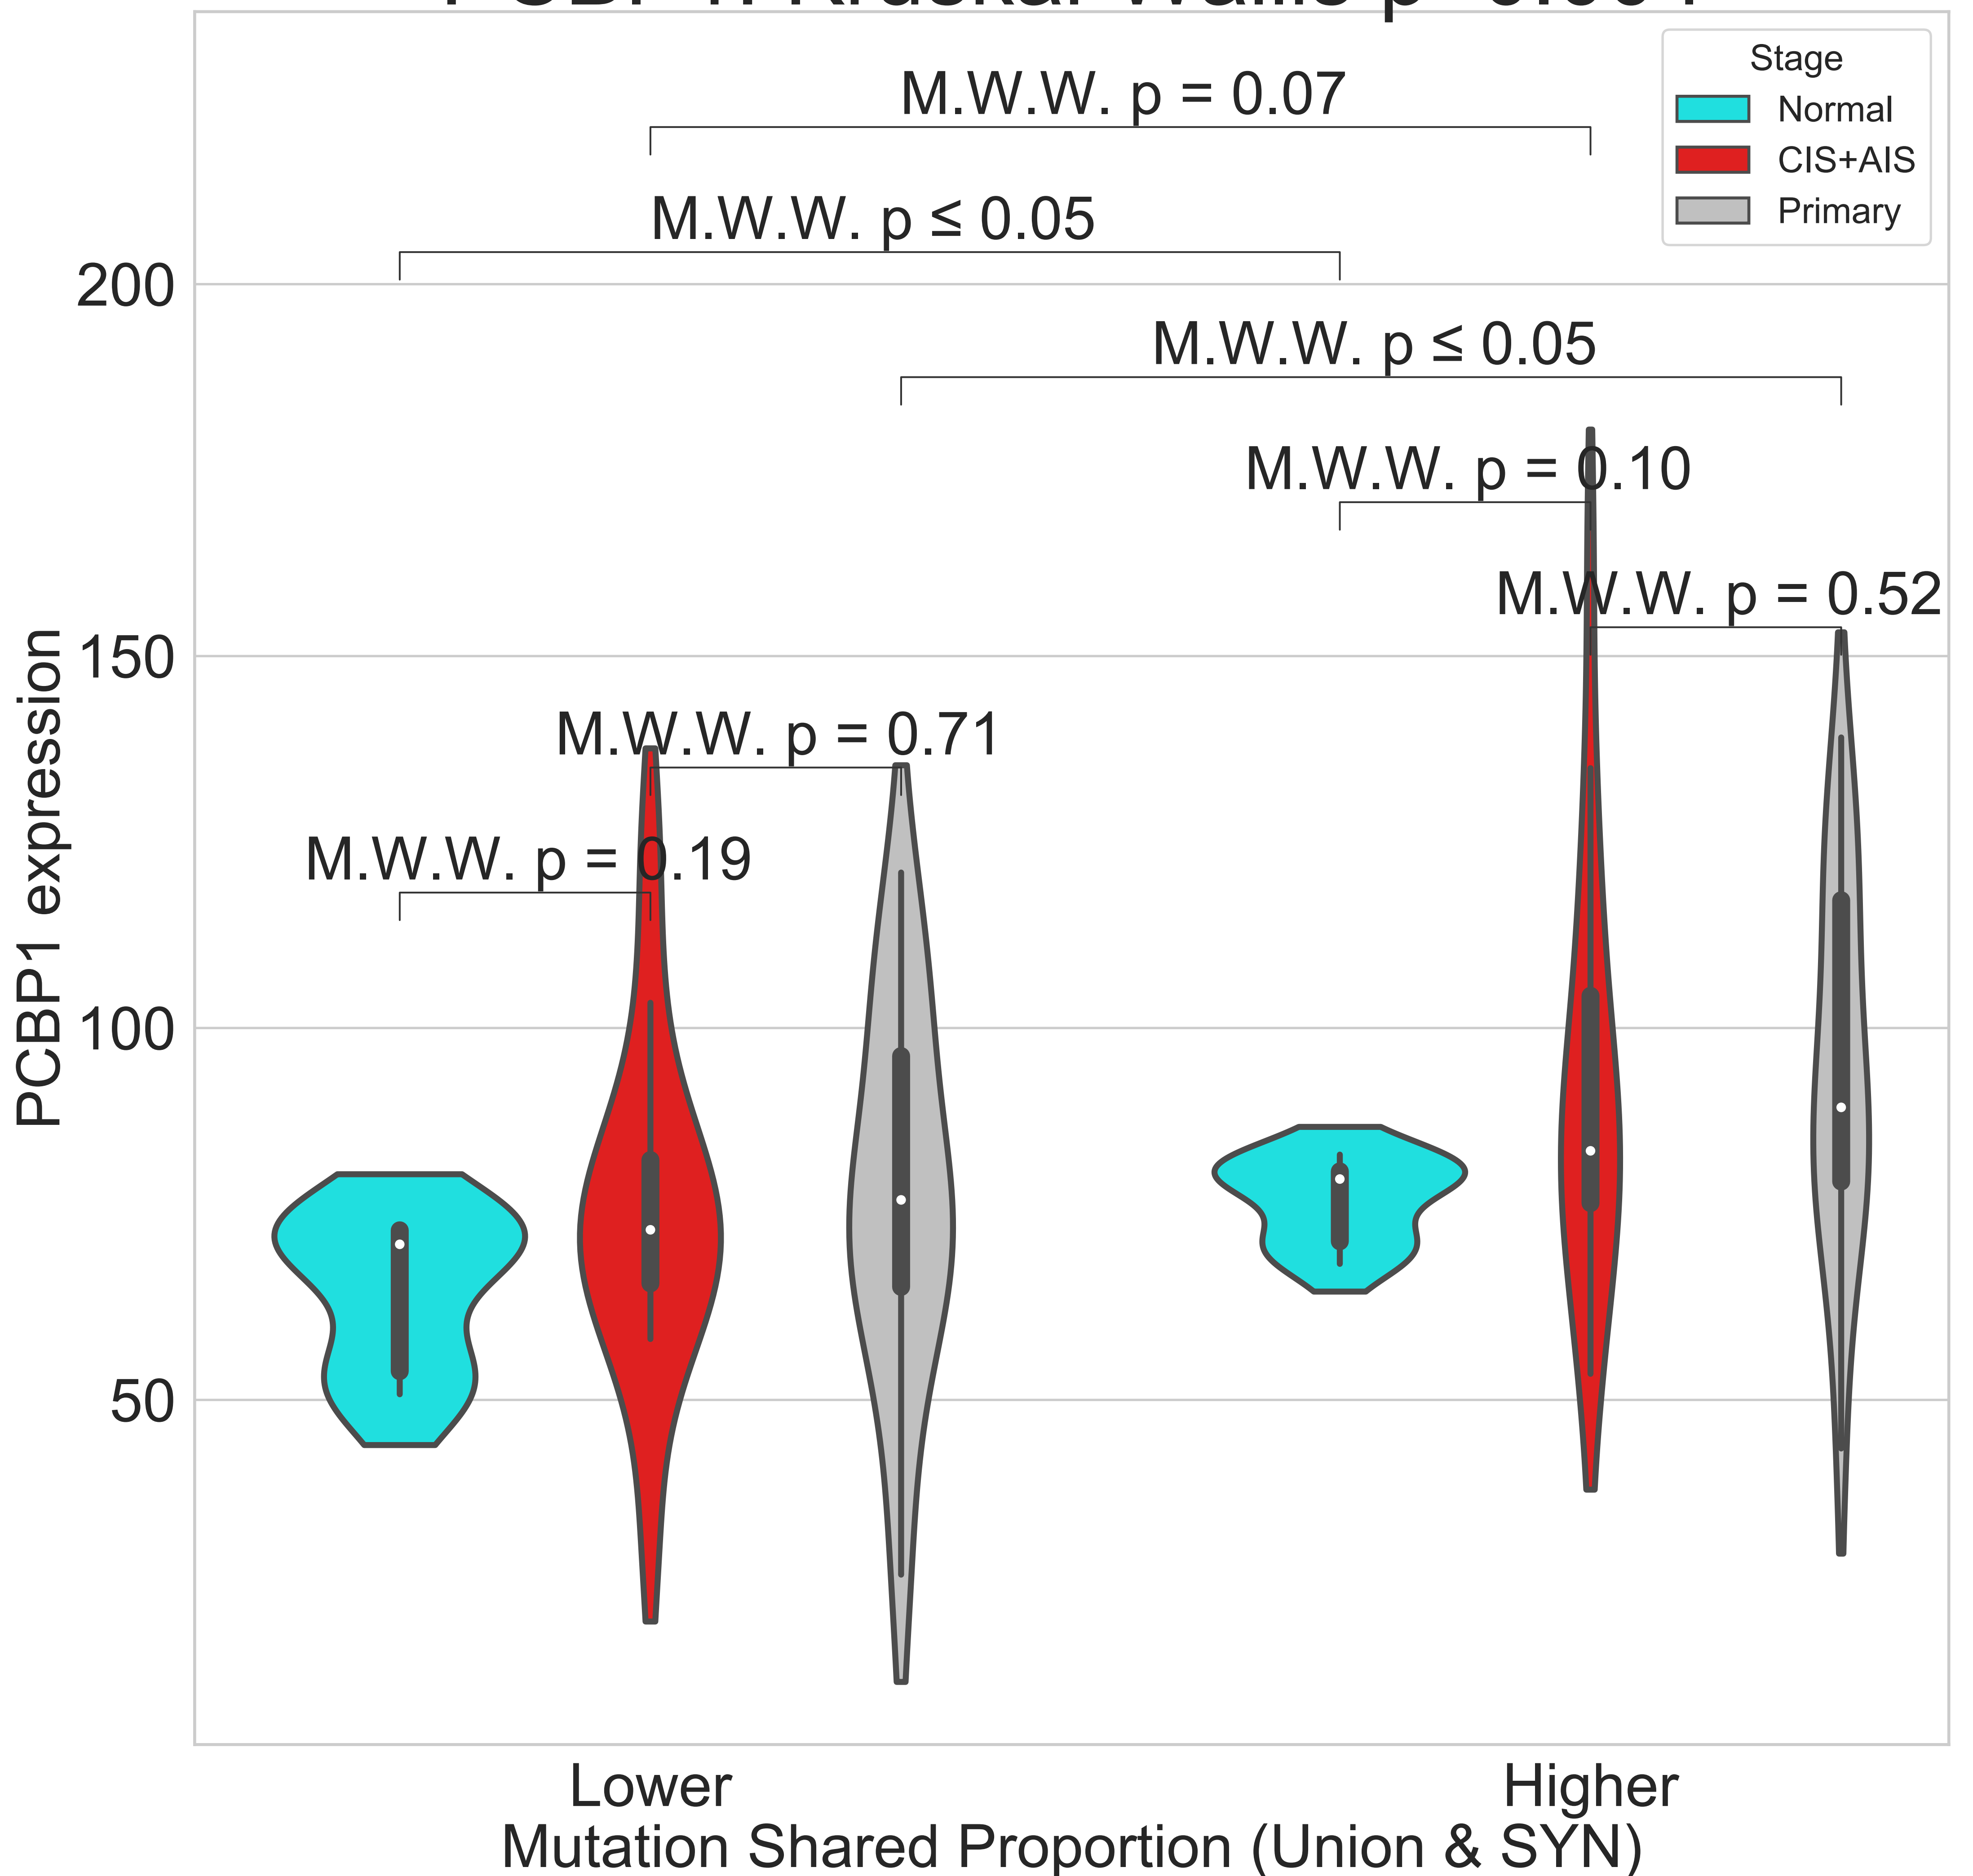 Stage
Normal
CIS+AIS
Primary
M.W.W. p = 0.07
M.W.W. p ≤ 0.05
M.W.W. p ≤ 0.05
M.W.W. p = 0.10
M.W.W. p = 0.52
M.W.W. p = 0.71
M.W.W. p = 0.19
200
150
100
50
PCBP1 expression
Lower
Higher
Mutation Shared Proportion (Union & SYN)